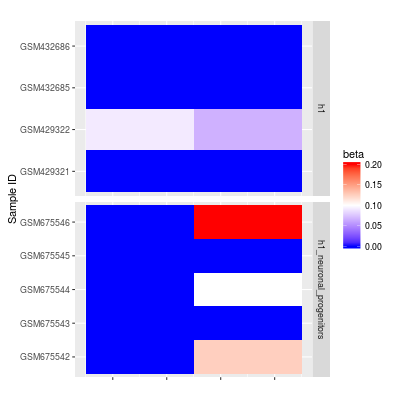 GSM432686
GSM432685
GSM429322
GSM429321
h1
Sample ID
GSM675546
GSM675545
GSM675544
GSM675543
GSM675542
h1_neuronal_progenitors
beta
0.20
0.15
0.10
0.05
0.00